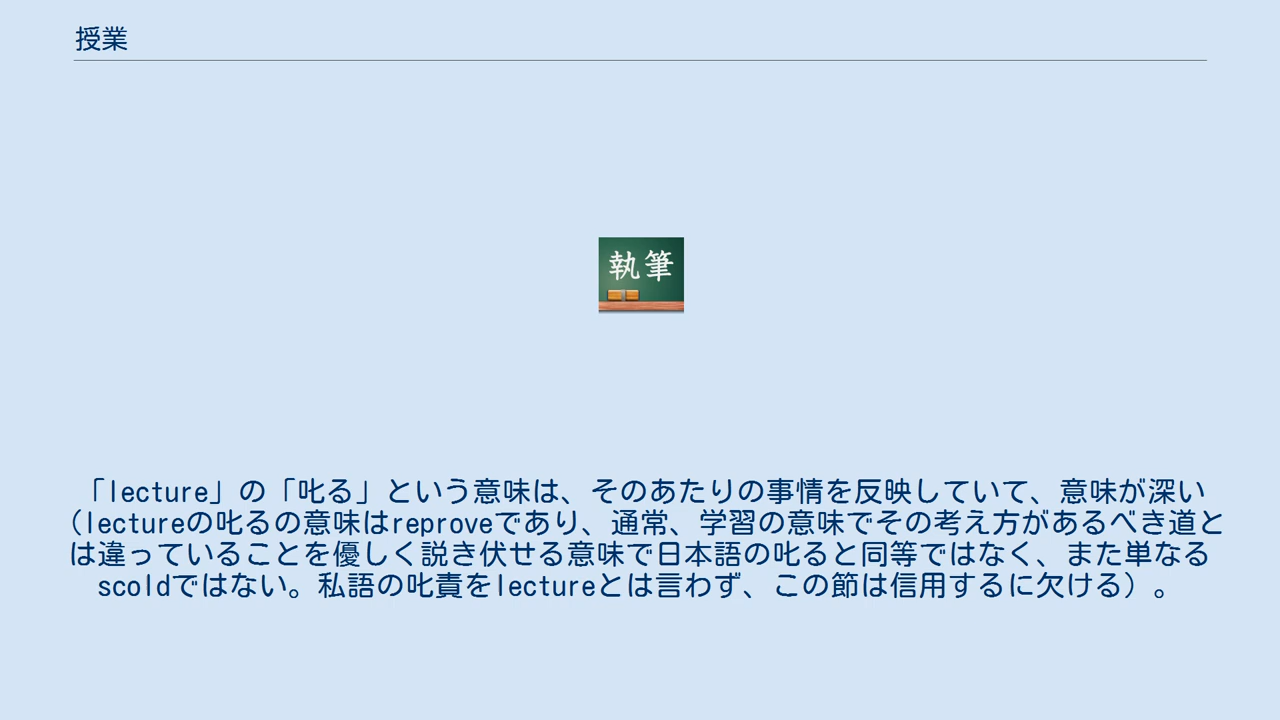 授業
執筆
「lecture」の「叱る」という意味は、そのあたりの事情を反映していて、意味が深い
（lectureの叱るの意味はreproveであり、通常、学習の意味でその考え方があるべき道と
は違っていることを優しく説き伏せる意味で日本語の叱ると同等ではなく、また単なる
scoldではない。私語の叱責をlectureとは言わず、この節は信用するに欠ける）。